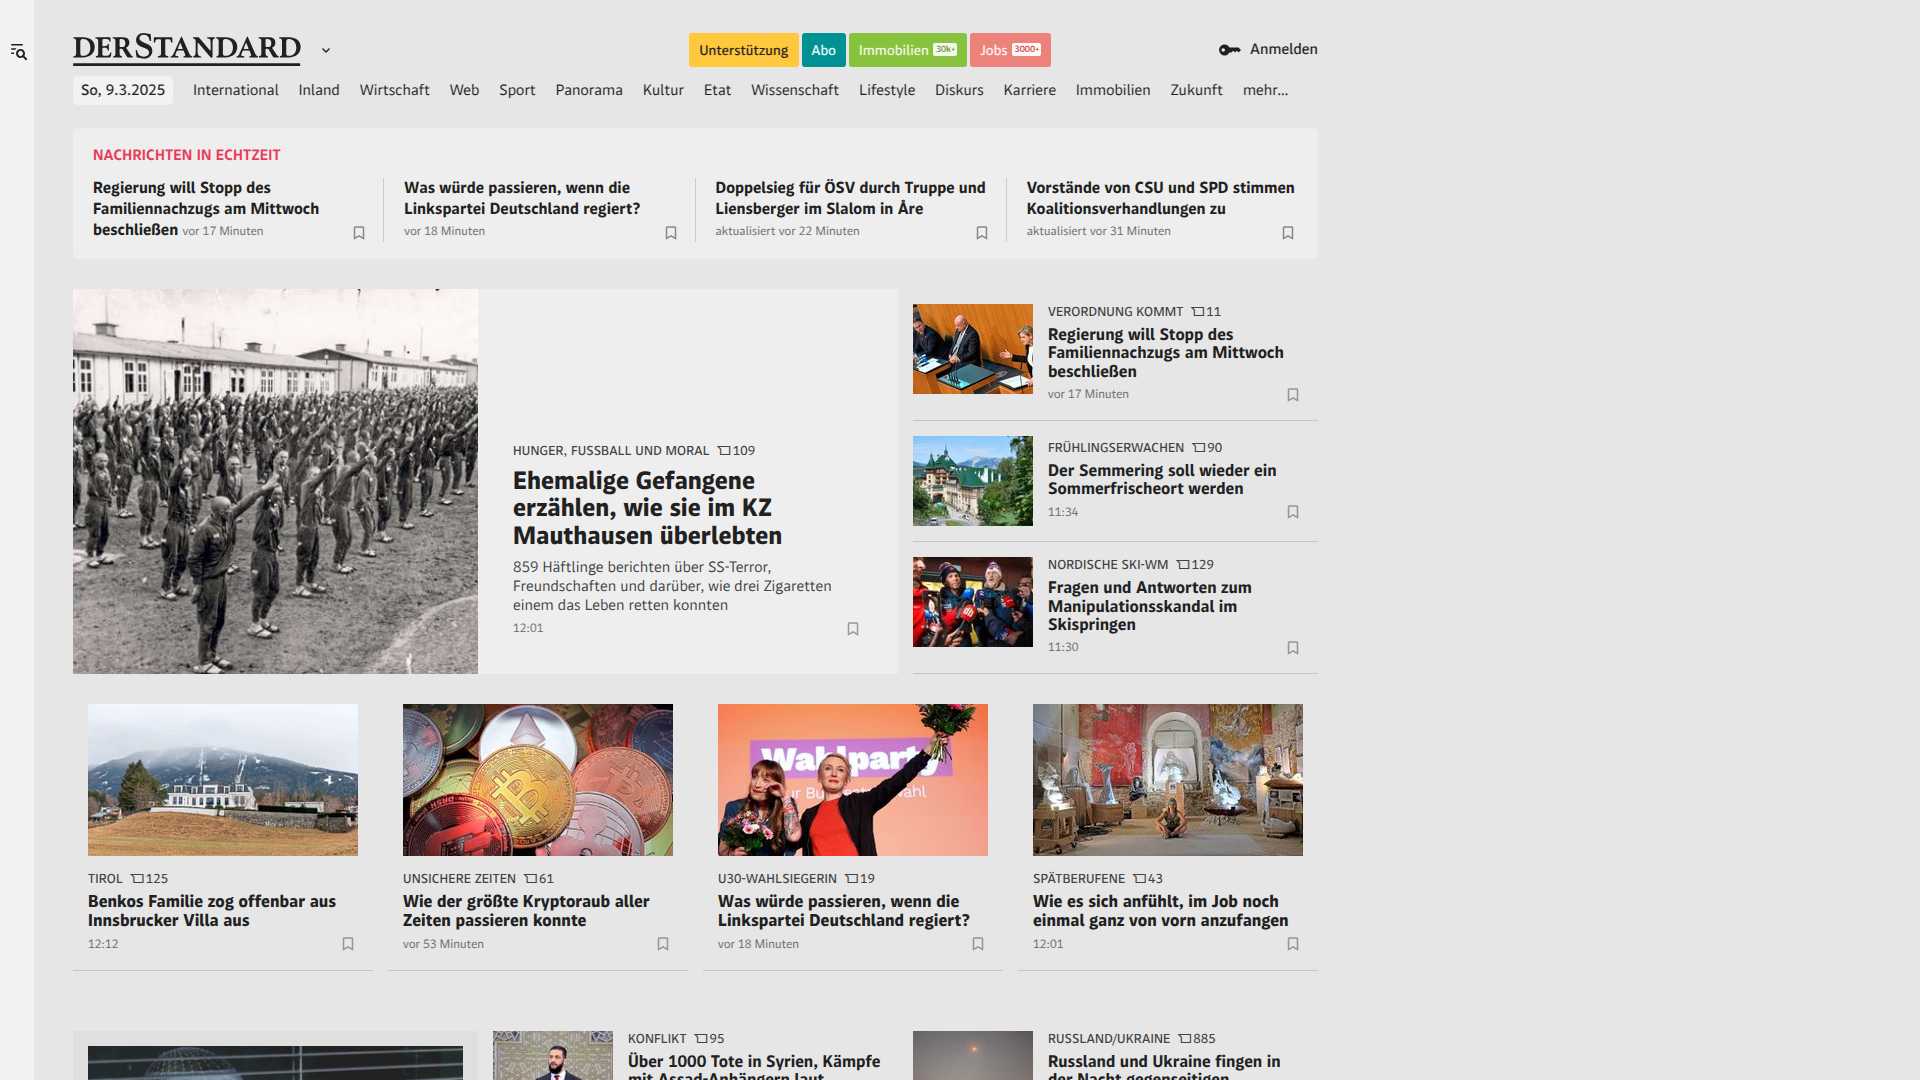 DERSTANDARD
Unterstützung
Abo
Immobilien 30k+
Jobs 3000+
Anmelden
So, 9.3.2025
International
Inland
Wirtschaft
Web
Sport
Panorama
Kultur
Etat
Wissenschaft
Lifestyle
Diskurs
Karriere
Immobilien
Zukunft
mehr...
NACHRICHTEN IN ECHTZEIT
Regierung will Stopp des
Familiennachzugs am Mittwoch
beschließen vor 17 Minuten
Was würde passieren, wenn die
Linkspartei Deutschland regiert?
vor 18 Minuten
Doppelsieg für ÖSV durch Truppe und
Liensberger im Slalom in Åre
aktualisiert vor 22 Minuten
Vorstände von CSU und SPD stimmen
Koalitionsverhandlungen zu
aktualisiert vor 31 Minuten
HUNGER, FUSSBALL UND MORAL 109
Ehemalige Gefangene
erzählen, wie sie im KZ
Mauthausen überlebten
859 Häftlinge berichten über SS-Terror,
Freundschaften und darüber, wie drei Zigaretten
einem das Leben retten konnten
12:01
VERORDNUNG KOMMT 11
Regierung will Stopp des
Familiennachzugs am Mittwoch
beschließen
vor 17 Minuten
FRÜHLINGSERWACHEN 90
Der Semmering soll wieder ein
Sommerfrischeort werden
11:34
NORDISCHE SKI-WM 129
Fragen und Antworten zum
Manipulationsskandal im
Skispringen
11:30
TIROL 125
Benkos Familie zog offenbar aus
Innsbrucker Villa aus
12:12
UNSICHERE ZEITEN 61
Wie der größte Kryptoraub aller
Zeiten passieren konnte
vor 53 Minuten
Wahlparty
U30-WAHLSIEGERIN 19
Was würde passieren, wenn die
Linkspartei Deutschland regiert?
vor 18 Minuten
SPÄTBERUFENE 43
Wie es sich anfühlt, im Job noch
einmal ganz von vorn anzufangen
12:01
KONFLIKT 95
Über 1000 Tote in Syrien, Kämpfe
mit Assad-Anhängern laut
RUSSLAND/UKRAINE 885
Russland und Ukraine fingen in
der Nacht gegenseitigen